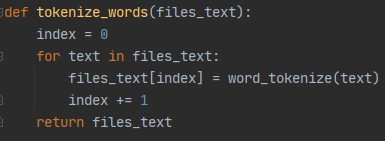 def tokenize_words(files_text):
    index = 0
    for text in files_text:
        files_text[index] = word_tokenize(text)
        index += 1
    return files_text